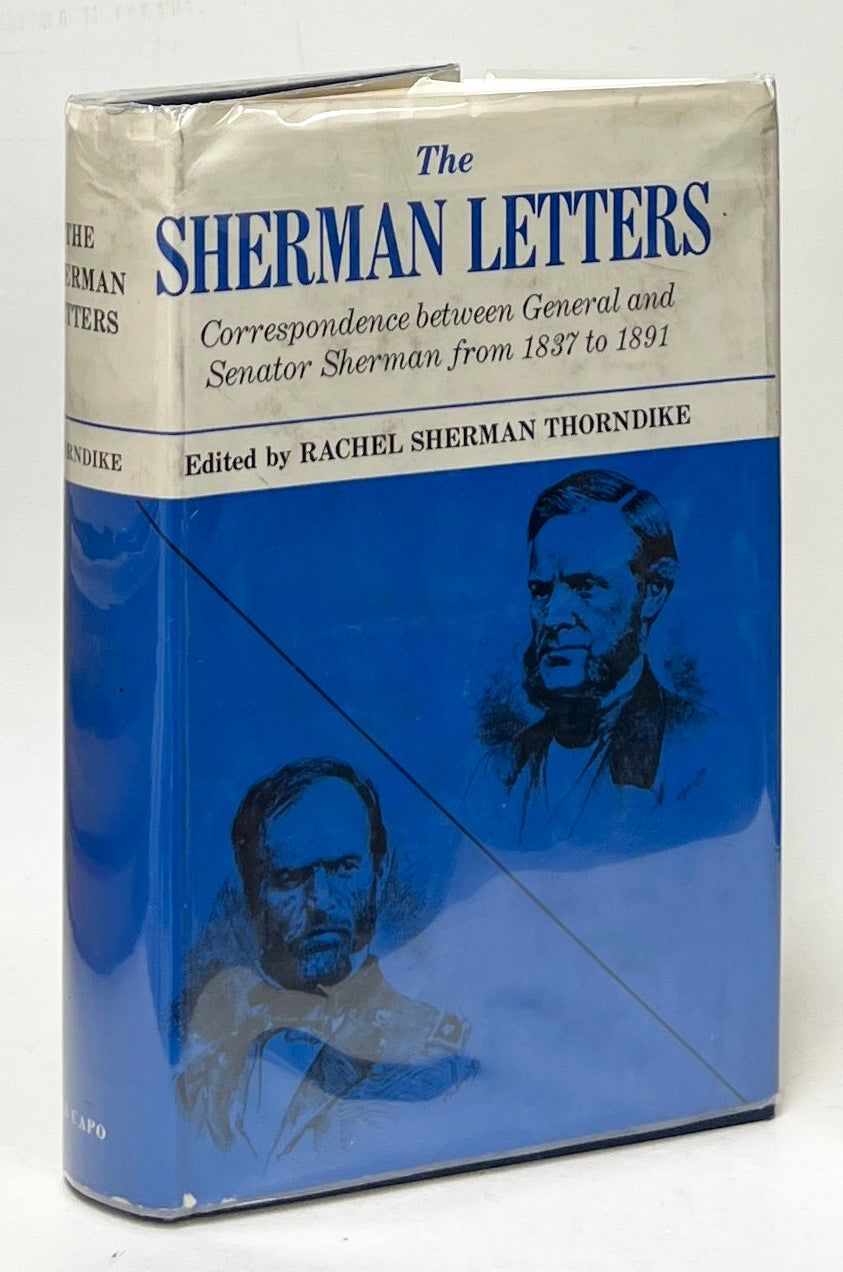 The
SHERMAN LETTERS
Correspondence between General and
Senator Sherman from 1837 to 1891
Edited by RACHEL SHERMAN THORNDIKE
THE
ERMAN
TTERS
RNDIKE
CAPO